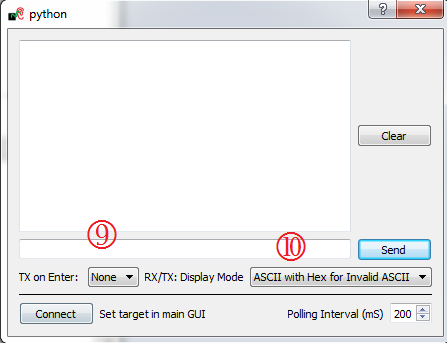 python
Clear
⑨
⑩
Send
TX on Enter: None RX/TX: Display Mode ASCII with Hex for Invalid ASCII
Connect Set target in main GUI Polling Interval (mS) 200